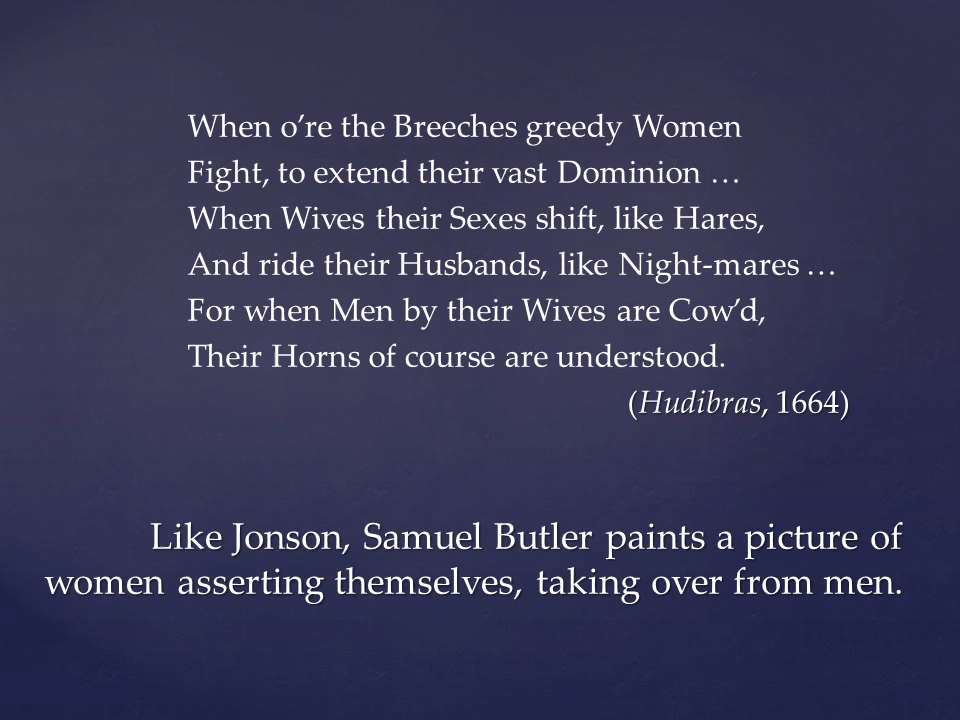 When o’re the Breeches greedy Women
Fight, to extend their vast Dominion …
When Wives their Sexes shift, like Hares,
And ride their Husbands, like Night-mares …
For when Men by their Wives are Cow’d,
Their Horns of course are understood.
(Hudibras, 1664)
Like Jonson, Samuel Butler paints a picture of
women asserting themselves, taking over from men.